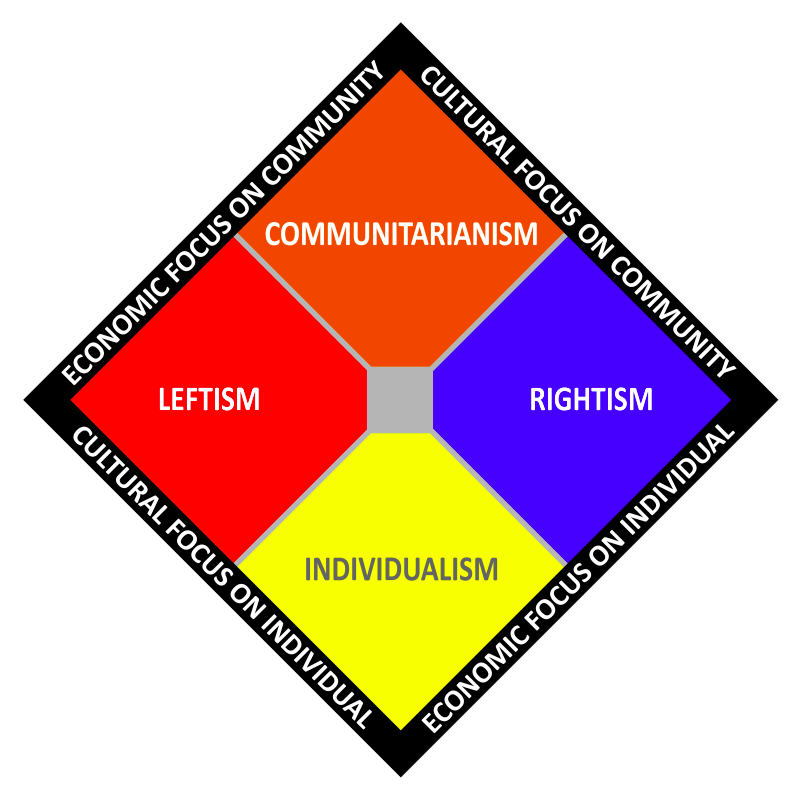 ECONOMIC FOCUS ON COMMUNITY
CULTURAL FOCUS ON COMMUNITY
COMMUNITARIANISM
LEFTISM
RIGHTISM
INDIVIDUALISM
CULTURAL FOCUS ON INDIVIDUAL
ECONOMIC FOCUS ON INDIVIDUAL